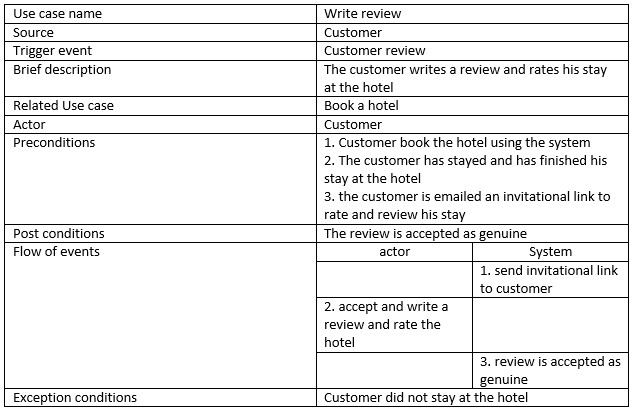 Use case name
Write review
Source
Customer
Trigger event
Customer review
Brief description
The customer writes a review and rates his stay
at the hotel
Related Use case
Book a hotel
Actor
Customer
Preconditions
1. Customer book the hotel using the system
2. The customer has stayed and has finished his
stay at the hotel
3. the customer is emailed an invitational link to
rate and review his stay
Post conditions
The review is accepted as genuine
Flow of events
actor
System
1. send invitational link
to customer
2. accept and write a
review and rate the
hotel
3. review is accepted as
genuine
Exception conditions
Customer did not stay at the hotel